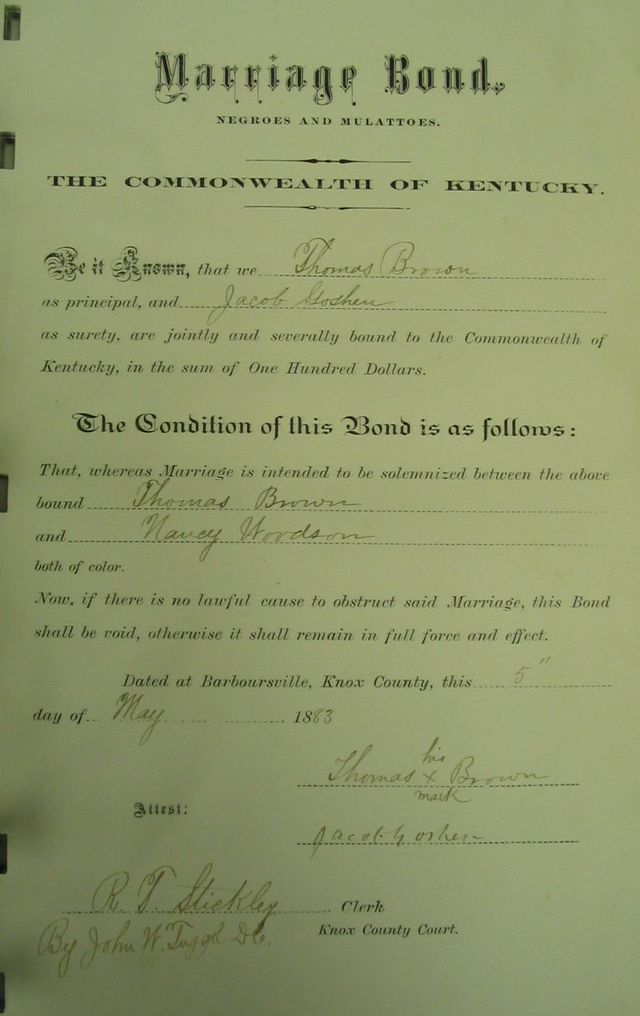 Marriage Bond.
NEGROES AND MULATTOES.
THE COMMONWEALTH OF KENTUCKY.
Be it Known, that we Thomas Brown
as principal, and Jacob Goshen
as surety, are jointly and severally bound to the Commonwealth of
Kentucky, in the sum of One Hundred Dollars.
The Condition of this Bond is as follows:
That, whereas Marriage is intended to be solemnized between the above
bound Thomas Brown
and Nancy Woodson
both of color.
Now, if there is no lawful cause to obstruct said Marriage, this Bond
shall be void, otherwise it shall remain in full force and effect.
Dated at Barboursville, Knox County, this 5"
day of May 1883
his
Thomas x Brown
mark
Attest:
Jacob Goshen
R. T. Stickley Clerk
Knox County Court.
By John W. D.C.